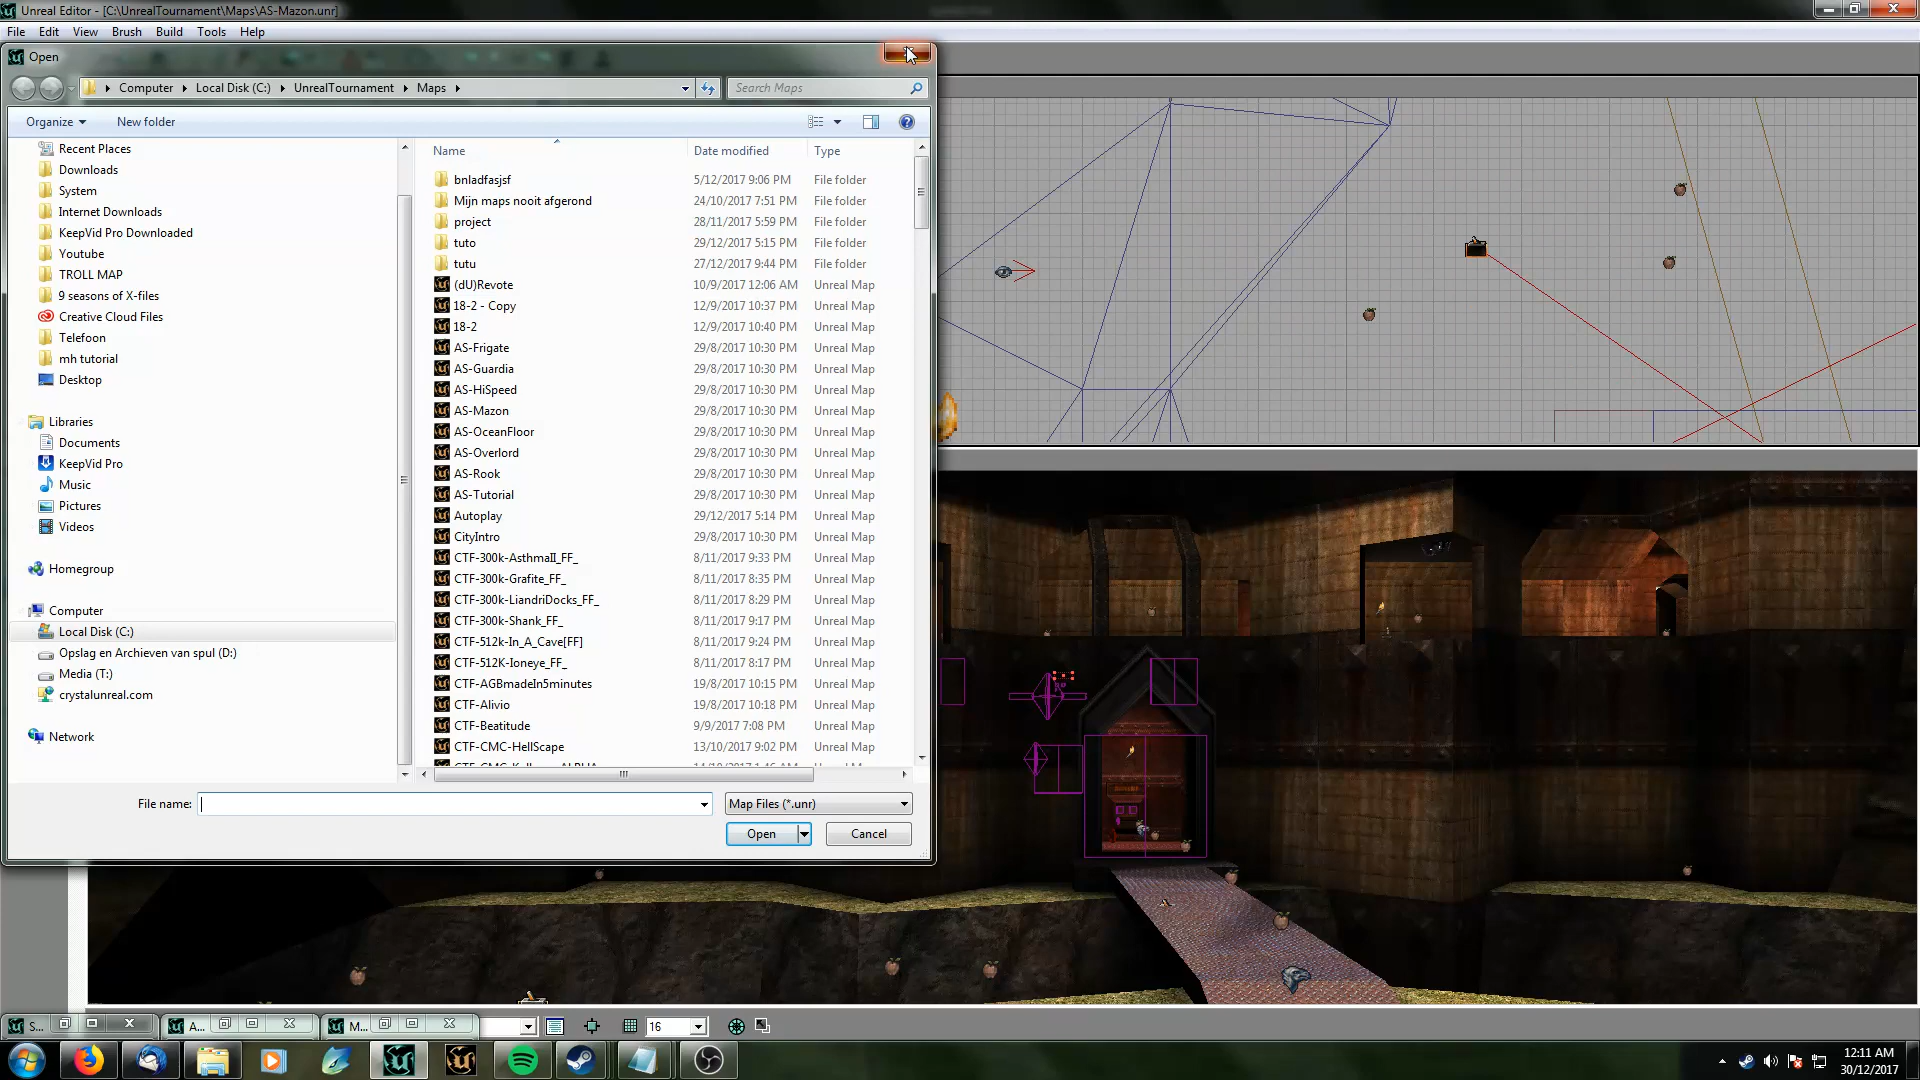 Unreal Editor - [C:\UnrealTournament\Maps\AS-Mazon.unr]
File Edit View Brush Build Tools Help
Open
Computer Local Disk (C:) UnrealTournament Maps
Search Maps
Organize New folder
Name Date modified Type
Recent Places
Downloads
System
Internet Downloads
KeepVid Pro Downloaded
Youtube
TROLL MAP
9 seasons of X-files
Creative Cloud Files
Telefoon
mh tutorial
Desktop
Libraries
Documents
KeepVid Pro
Music
Pictures
Videos
Homegroup
Computer
Local Disk (C:)
Opslag en Archieven van spul (D:)
Media (T:)
crystalunreal.com
Network
bnladfasjsf 5/12/2017 9:06 PM File folder
Mijn maps nooit afgerond 24/10/2017 7:51 PM File folder
project 28/11/2017 5:59 PM File folder
tuto 29/12/2017 5:15 PM File folder
tutu 27/12/2017 9:44 PM File folder
(dU)Revote 10/9/2017 12:06 AM Unreal Map
18-2 - Copy 12/9/2017 10:37 PM Unreal Map
18-2 12/9/2017 10:40 PM Unreal Map
AS-Frigate 29/8/2017 10:30 PM Unreal Map
AS-Guardia 29/8/2017 10:30 PM Unreal Map
AS-HiSpeed 29/8/2017 10:30 PM Unreal Map
AS-Mazon 29/8/2017 10:30 PM Unreal Map
AS-OceanFloor 29/8/2017 10:30 PM Unreal Map
AS-Overlord 29/8/2017 10:30 PM Unreal Map
AS-Rook 29/8/2017 10:30 PM Unreal Map
AS-Tutorial 29/8/2017 10:30 PM Unreal Map
Autoplay 29/12/2017 5:14 PM Unreal Map
CityIntro 29/8/2017 10:30 PM Unreal Map
CTF-300k-AsthmaII_FF_ 8/11/2017 9:33 PM Unreal Map
CTF-300k-Grafite_FF_ 8/11/2017 8:35 PM Unreal Map
CTF-300k-LiandriDocks_FF_ 8/11/2017 8:29 PM Unreal Map
CTF-300k-Shank_FF_ 8/11/2017 9:17 PM Unreal Map
CTF-512k-In_A_Cave[FF] 8/11/2017 9:24 PM Unreal Map
CTF-512K-Ioneye_FF_ 8/11/2017 8:17 PM Unreal Map
CTF-AGBmadeIn5minutes 19/8/2017 10:15 PM Unreal Map
CTF-Alivio 19/8/2017 10:18 PM Unreal Map
CTF-Beatitude 9/9/2017 7:08 PM Unreal Map
CTF-CMC-HellScape 13/10/2017 9:02 PM Unreal Map
File name:
Map Files (*.unr)
Open Cancel
S... A... M... 16
12:11 AM
30/12/2017